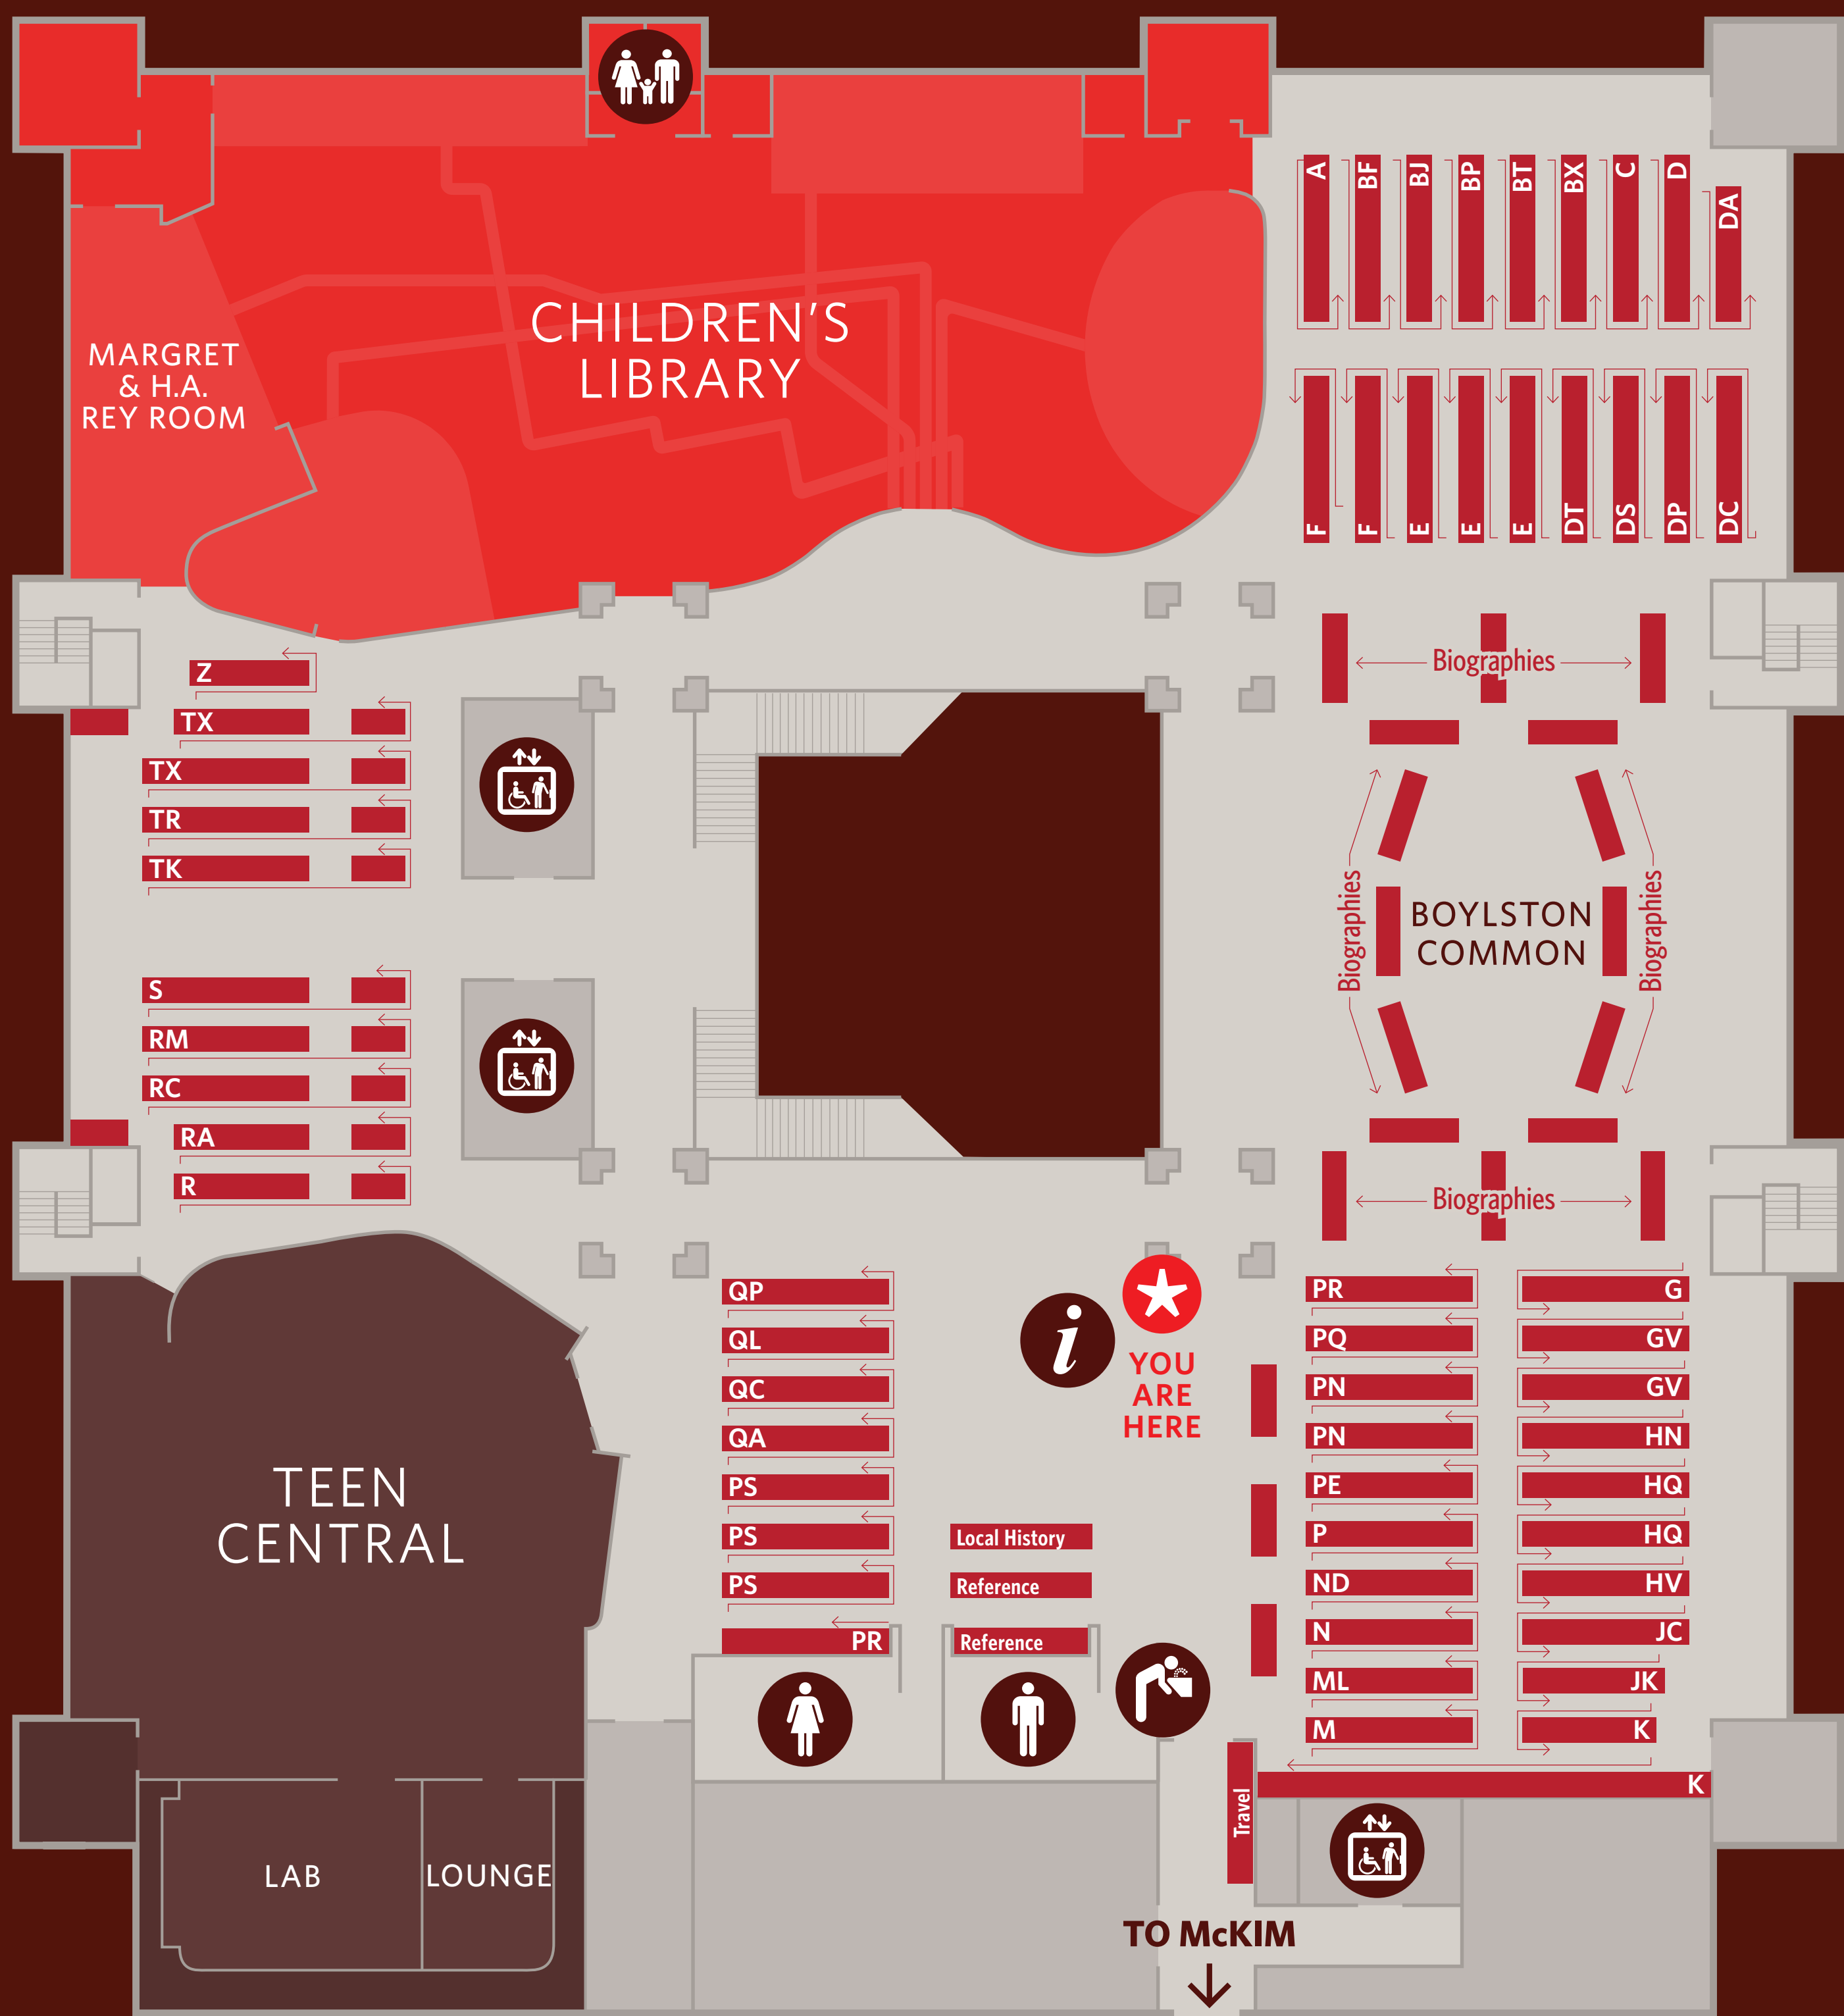 A
BF
BJ
BP
BT
BX
C
D
DA
CHILDREN'S
LIBRARY
MARGRET
& H.A.
REY ROOM
F
F
E
E
E
DT
DS
DP
DC
Z
TX
TX
TR
TK
Biographies
Biographies
BOYLSTON
COMMON
Biographies
S
RM
RC
RA
R
Biographies
QP
QL
QC
QA
PS
PS
PS
PR
i
YOU
ARE
HERE
Local History
Reference
Reference
PR
PQ
PN
PN
PE
P
ND
N
ML
M
G
GV
GV
HN
HQ
HQ
HV
JC
JK
K
K
Travel
TEEN
CENTRAL
LAB
LOUNGE
TO McKIM